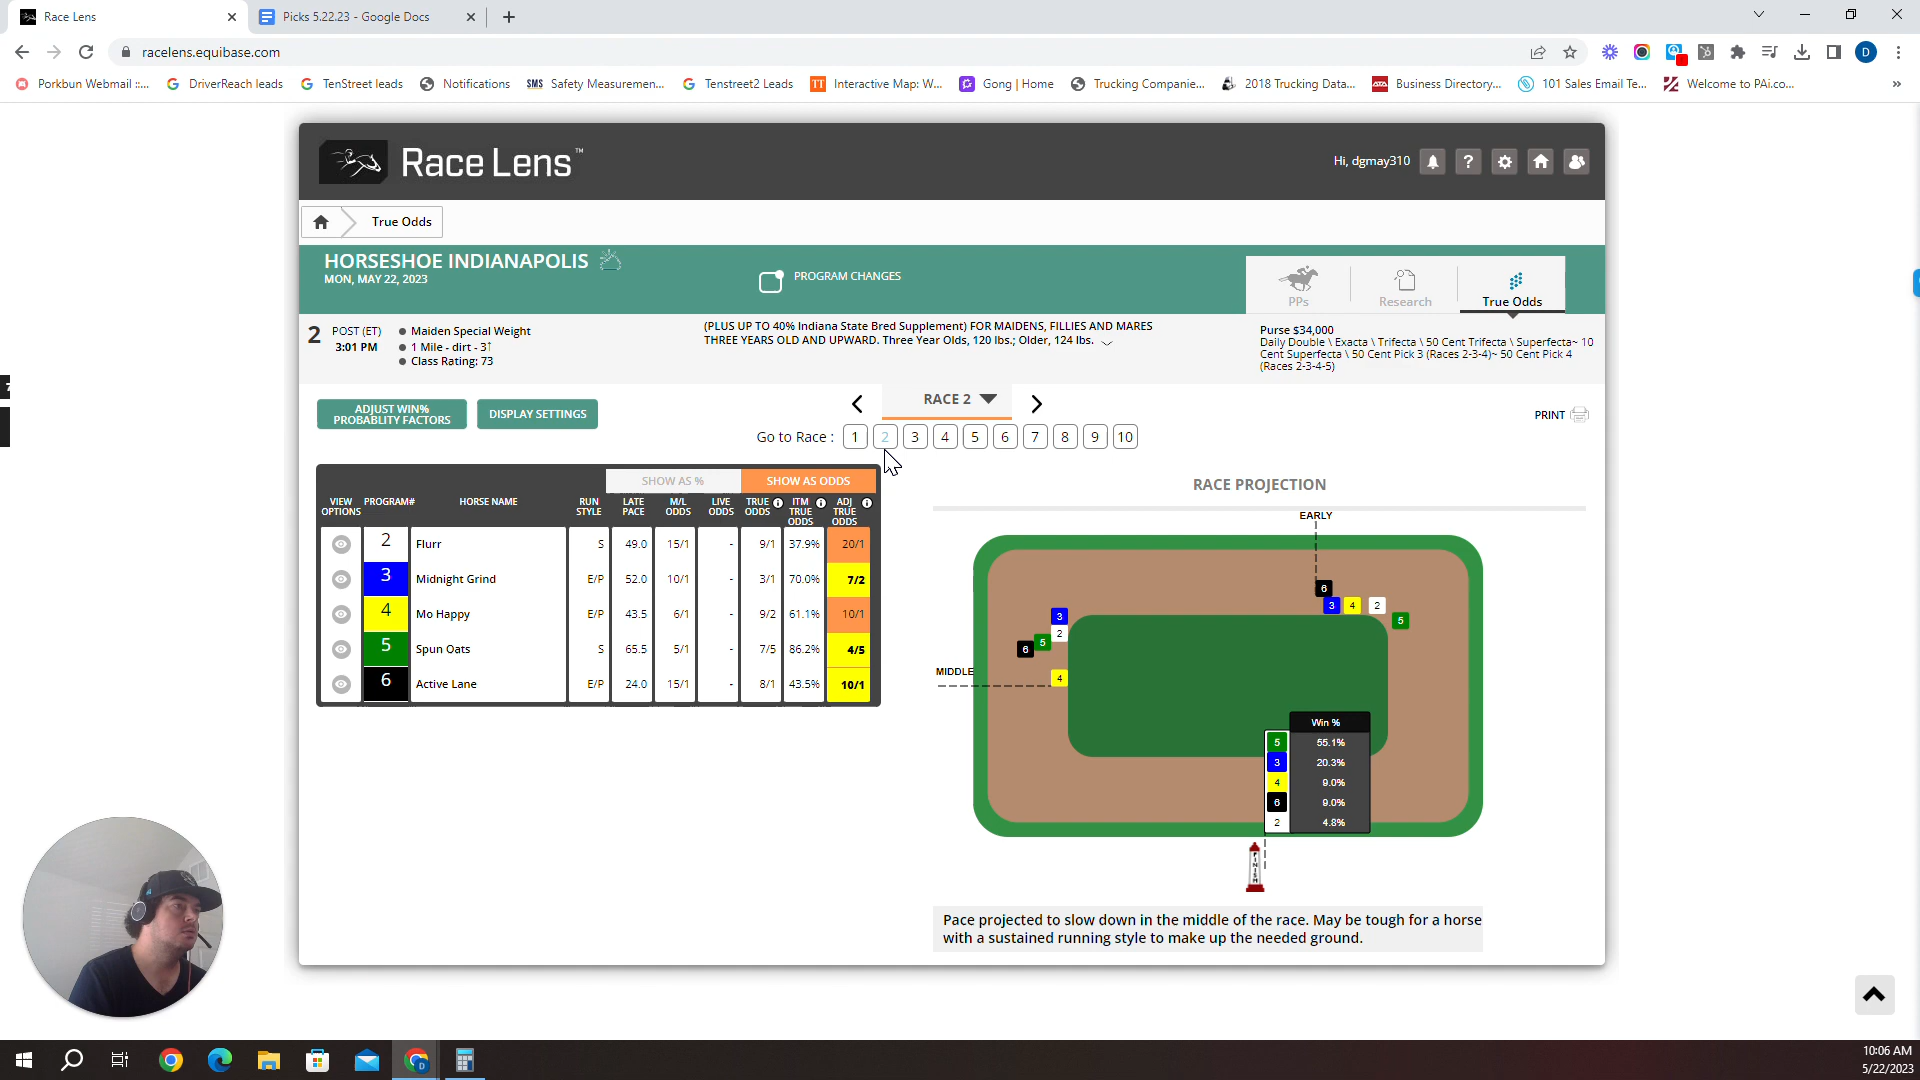 Race Lens
Picks 5.22.23 - Google Docs
racelens.equibase.com
D
Porkbun Webmail ::...
DriverReach leads
TenStreet leads
Notifications
SMS Safety Measuremen...
Tenstreet2 Leads
TT Interactive Map: W...
Gong | Home
Trucking Companie...
2018 Trucking Data...
Business Directory...
101 Sales Email Te...
Welcome to PAi.co...
»
Race Lens™
Hi, dgmay310
?
True Odds
HORSESHOE INDIANAPOLIS
MON, MAY 22, 2023
PROGRAM CHANGES
PPs
Research
True Odds
2
POST (ET)
3:01 PM
Maiden Special Weight
1 Mile - dirt - 3↑
Class Rating: 73
(PLUS UP TO 40% Indiana State Bred Supplement) FOR MAIDENS, FILLIES AND MARES
THREE YEARS OLD AND UPWARD. Three Year Olds, 120 lbs.; Older, 124 lbs.
Purse $34,000
Daily Double \ Exacta \ Trifecta \ 50 Cent Trifecta \ Superfecta~ 10
Cent Superfecta \ 50 Cent Pick 3 (Races 2-3-4)~ 50 Cent Pick 4
(Races 2-3-4-5)
ADJUST WIN%
PROBABLITY FACTORS
DISPLAY SETTINGS
RACE 2
PRINT
Go to Race : 1 2 3 4 5 6 7 8 9 10
SHOW AS %
SHOW AS ODDS
VIEW OPTIONS PROGRAM# HORSE NAME RUN STYLE LATE PACE M/L ODDS LIVE ODDS TRUE ODDS ITM TRUE ODDS ADJ TRUE ODDS
2 Flurr S 49.0 15/1 - 9/1 37.9% 20/1
3 Midnight Grind E/P 52.0 10/1 - 3/1 70.0% 7/2
4 Mo Happy E/P 43.5 6/1 - 9/2 61.1% 10/1
5 Spun Oats S 65.5 5/1 - 7/5 86.2% 4/5
6 Active Lane E/P 24.0 15/1 - 8/1 43.5% 10/1
RACE PROJECTION
EARLY
6
3 4 2
5
3
2
5
6
MIDDLE
4
Win %
5 55.1%
3 20.3%
4 9.0%
6 9.0%
2 4.8%
FINISH
Pace projected to slow down in the middle of the race. May be tough for a horse
with a sustained running style to make up the needed ground.
D
10:06 AM
5/22/2023